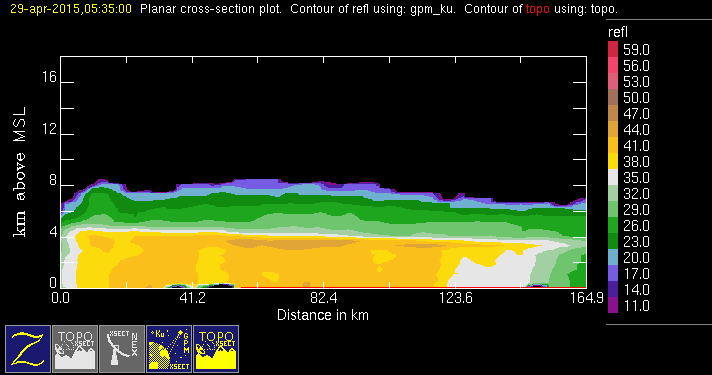 29-apr-2015,05:35:00 Planar cross-section plot. Contour of refl using: gpm_ku. Contour of topo using: topo.
refl
59.0
56.0
53.0
50.0
47.0
44.0
41.0
38.0
35.0
32.0
29.0
26.0
23.0
20.0
17.0
14.0
11.0
km above MSL
16
12
8
4
0
0.0 41.2 82.4 123.6 164.9
Distance in km
Z
TOPO
XSECT
XSECT
XM2
Ku
GPM
XSECT
TOPO
XSECT